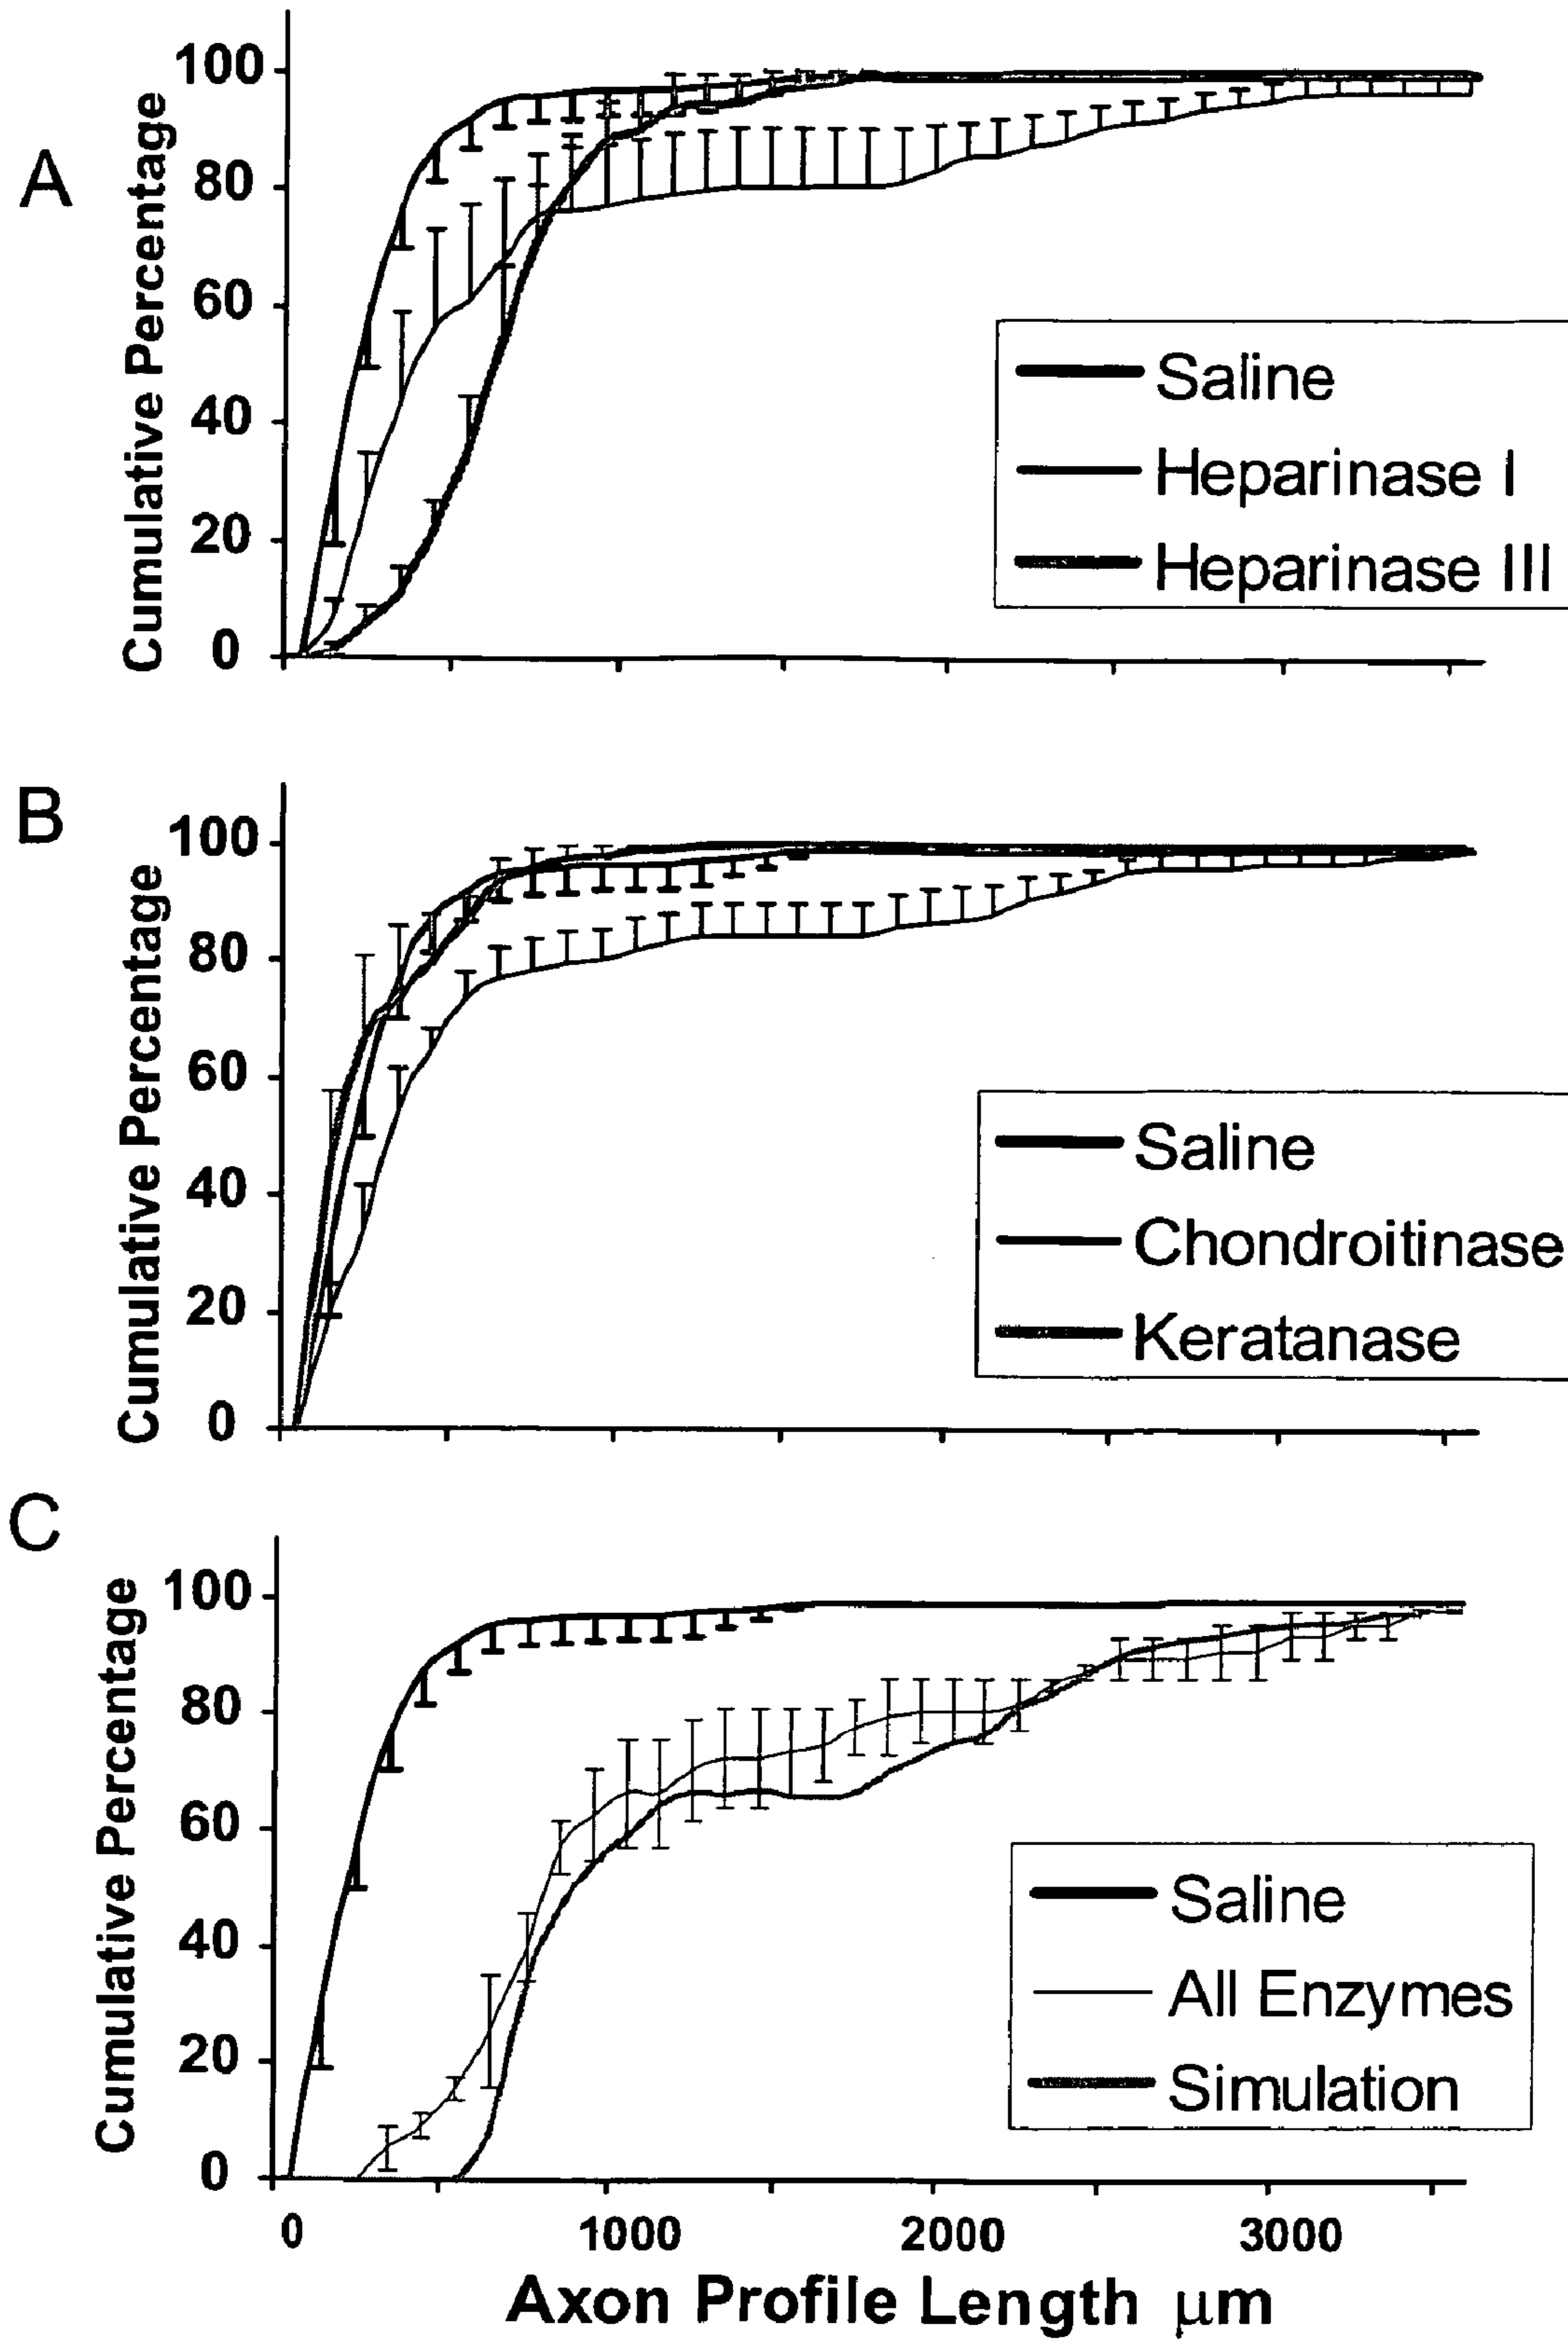 A
Cumulative Percentage
100
80
60
40
20
0
Saline
Heparinase I
Heparinase III
B
Cumulative Percentage
100
80
60
40
20
0
Saline
Chondroitinase
Keratanase
C
Cumulative Percentage
100
80
60
40
20
0
Saline
All Enzymes
Simulation
0 1000 2000 3000
Axon Profile Length μm